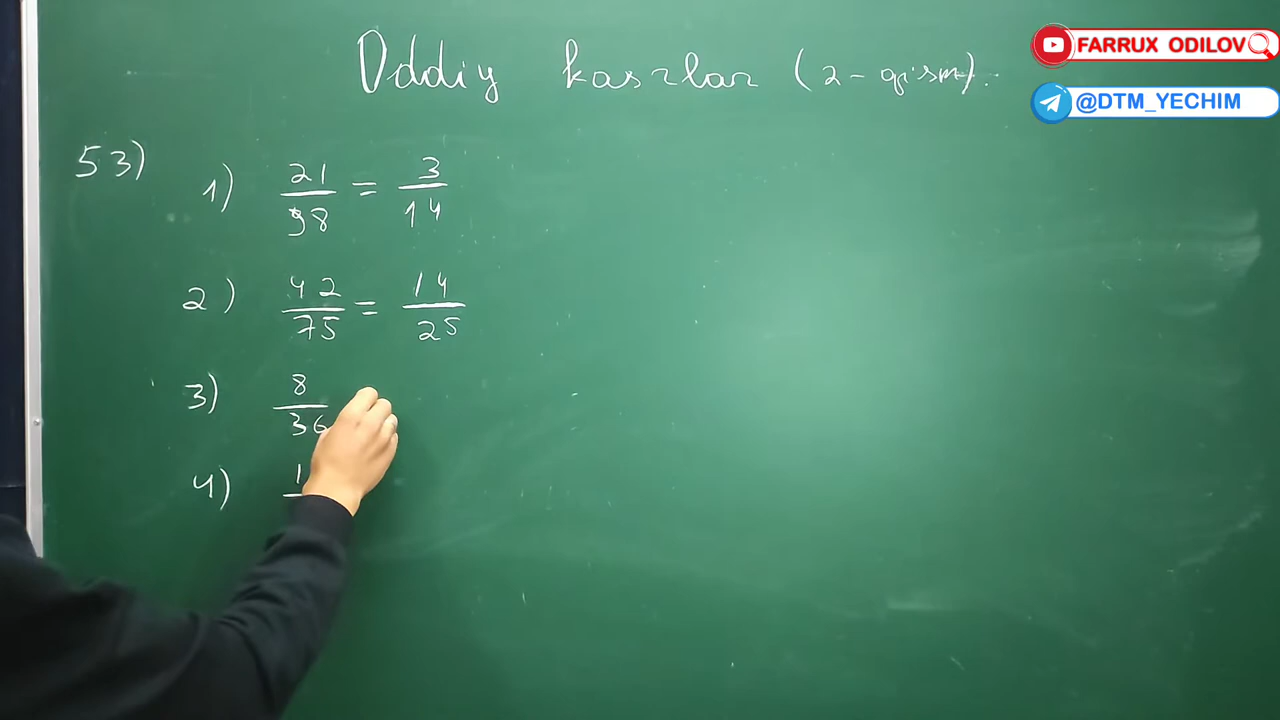 Oddiy kasrlar (2-qism).
FARRUX ODILOV
@DTM_YECHIM
53) 1) 21/98 = 3/14
2) 42/75 = 14/25
3) 8/36
4) 1